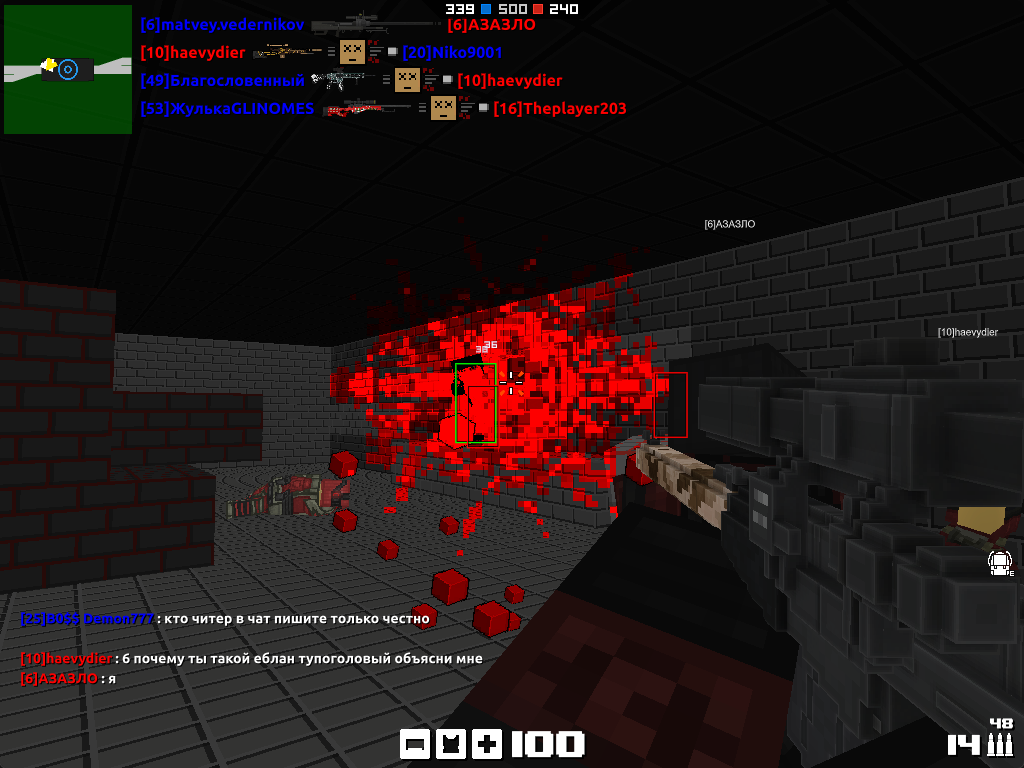 339 500 240
[6]matvey.vedernikov [6]АЗАЗЛО
[10]haevydier [20]Niko9001
[49]Благословенный [10]haevydier
[53]ЖулькаGLINOMES [16]Theplayer203
[6]АЗАЗЛО
[10]haevydier
36
38
E
[25]B0$$ Demon777 : кто читер в чат пишите только честно
[10]haevydier : 6 почему ты такой еблан тупоголовый объясни мне
[6]АЗАЗЛО : я
100
48
14